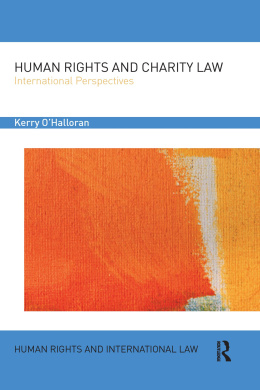 HUMAN RIGHTS AND CHARITY LAW
International Perspectives
Kerry O'Halloran
HUMAN RIGHTS AND INTERNATIONAL LAW
R